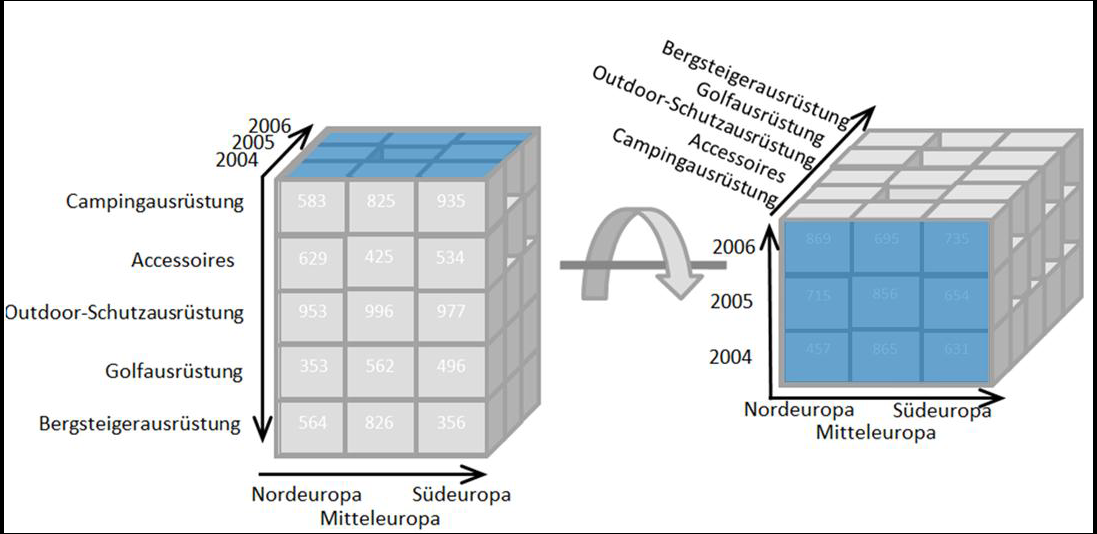 2006
2005
2004
Campingausrüstung 583 825 935
Accessoires 629 425 534
Outdoor-Schutzausrüstung 953 996 977
Golfausrüstung 353 562 496
Bergsteigerausrüstung 564 826 356
Nordeuropa Südeuropa
Mitteleuropa
Bergsteigerausrüstung
Golfausrüstung
Outdoor-Schutzausrüstung
Accessoires
Campingausrüstung
2006 869 695 735
2005 715 856 654
2004 457 865 631
Nordeuropa Südeuropa
Mitteleuropa